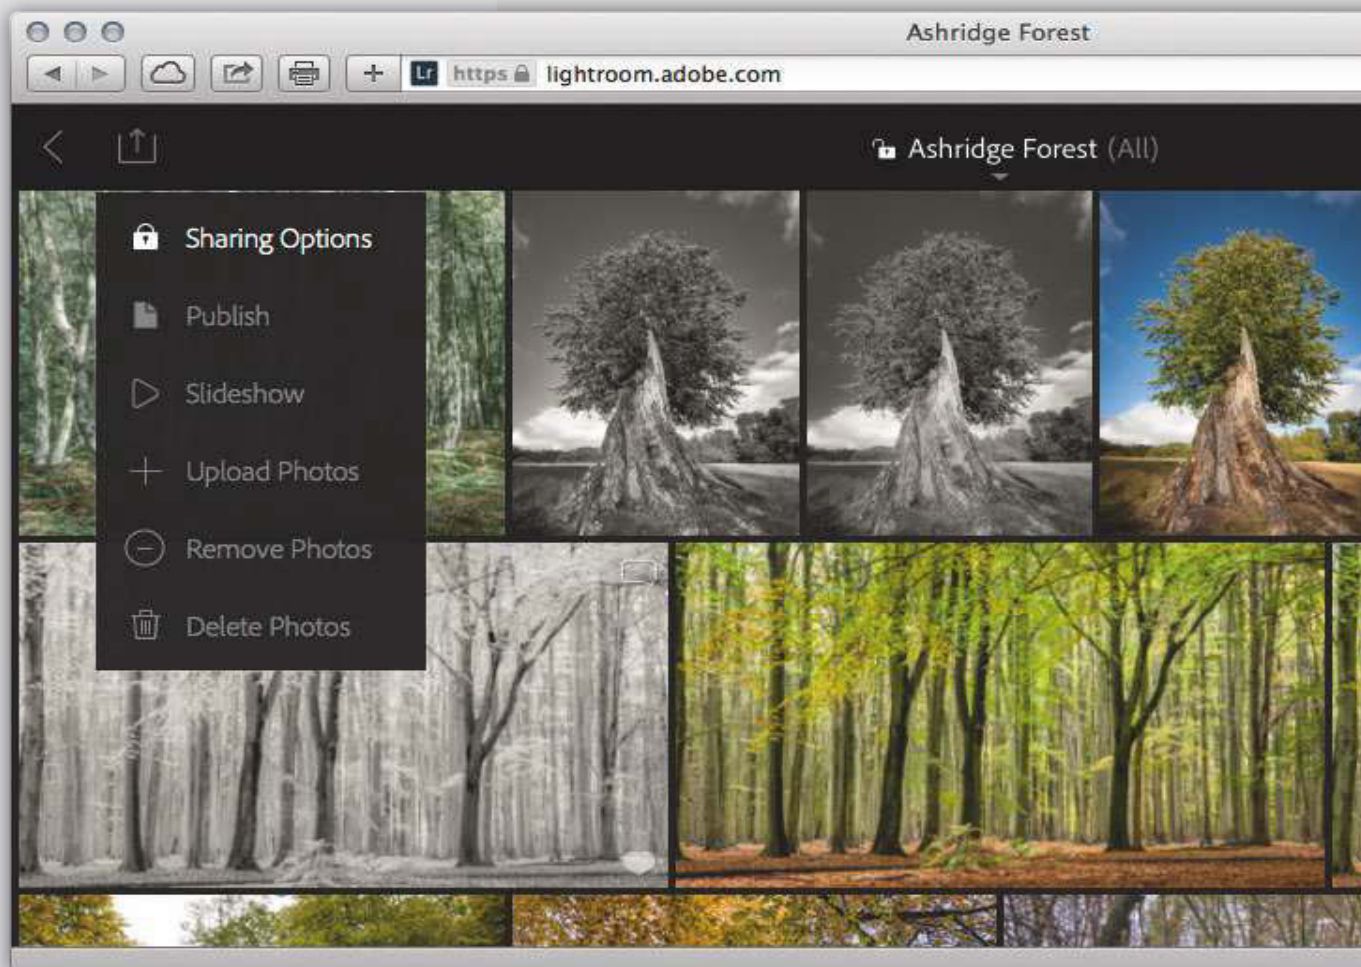 Ashridge Forest
Lr https lightroom.adobe.com
Ashridge Forest (All)
Sharing Options
Publish
Slideshow
Upload Photos
Remove Photos
Delete Photos